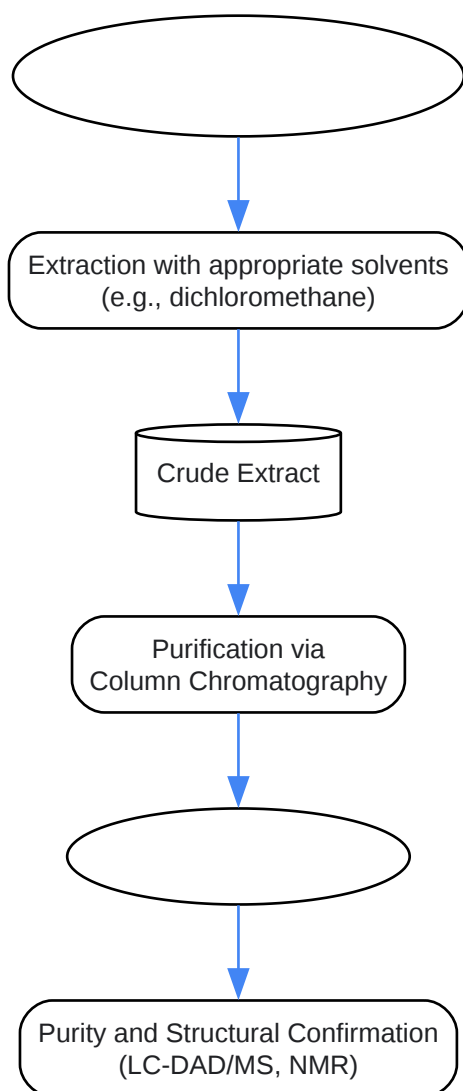 Extraction with appropriate solvents
(e.g., dichloromethane)
Crude Extract
Purification via
Column Chromatography
Purity and Structural Confirmation
(LC-DAD/MS, NMR)